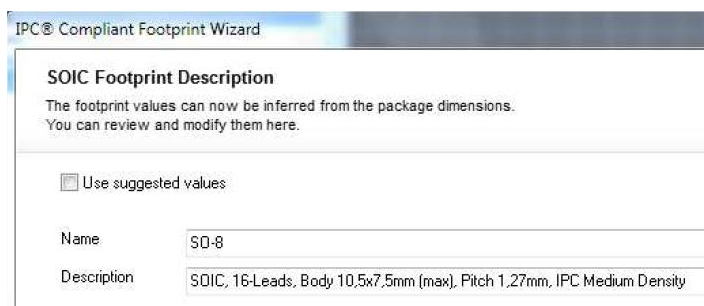 IPC® Compliant Footprint Wizard
SOIC Footprint Description
The footprint values can now be inferred from the package dimensions.
You can review and modify them here.
Use suggested values
Name
SO-8
Description
SOIC, 16-Leads, Body 10,5x7,5mm (max), Pitch 1,27mm, IPC Medium Density